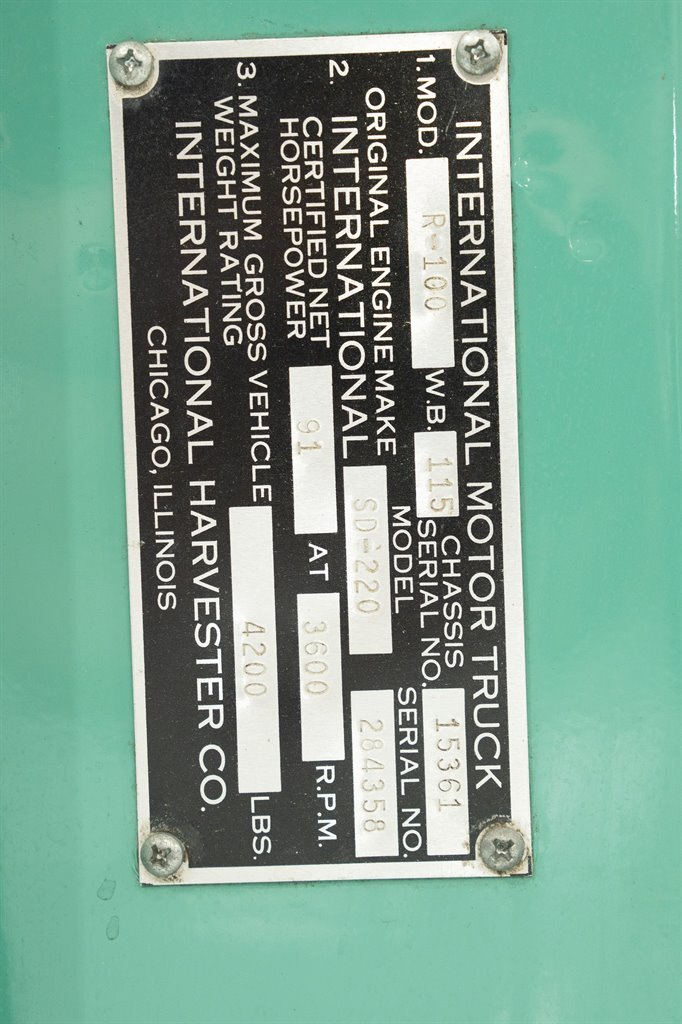 INTERNATIONAL MOTOR TRUCK
1. MOD. R-100 W.B. 115 CHASSIS SERIAL NO. 15361
2. ORIGINAL ENGINE MAKE INTERNATIONAL MODEL SD-220 SERIAL NO. 284358
CERTIFIED NET HORSEPOWER 91 AT 3600 R.P.M.
3. MAXIMUM GROSS VEHICLE WEIGHT RATING 4200 LBS.
INTERNATIONAL HARVESTER CO.
CHICAGO, ILLINOIS